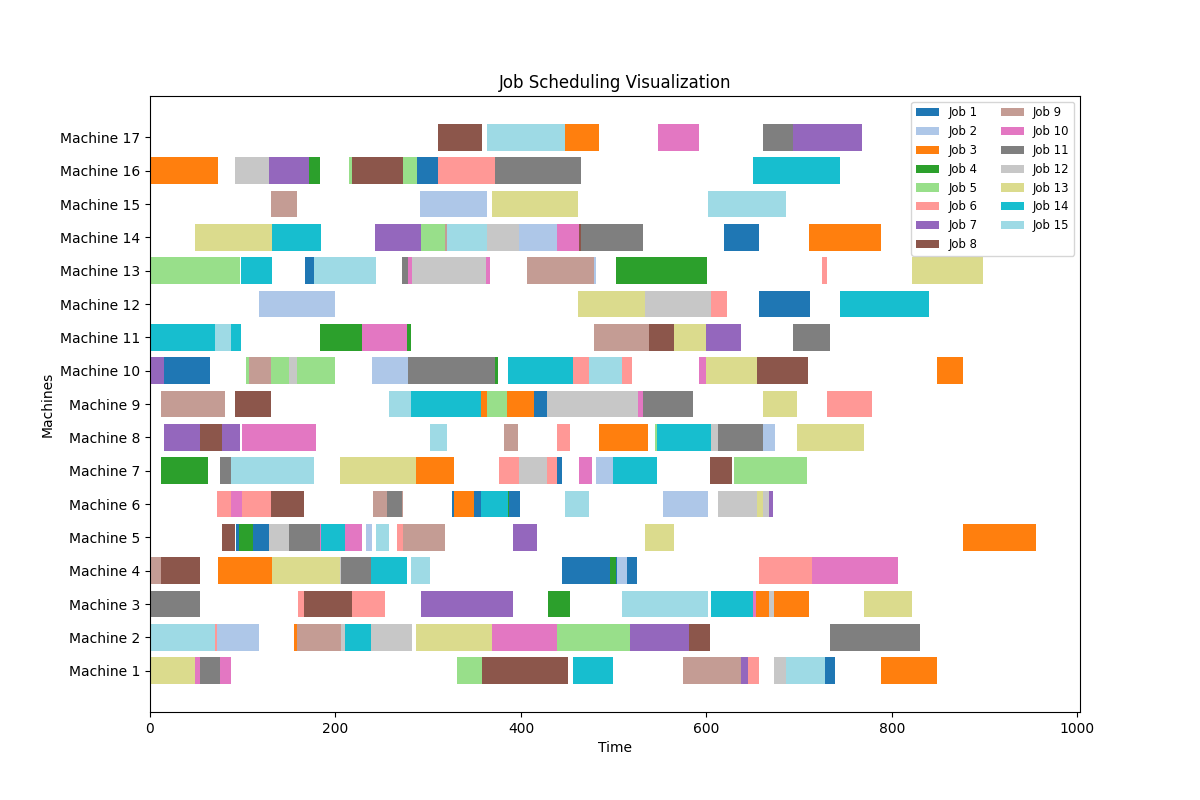 Job Scheduling Visualization
Machine 17
Machine 16
Machine 15
Machine 14
Machine 13
Machine 12
Machine 11
Machine 10
Machine 9
Machine 8
Machine 7
Machine 6
Machine 5
Machine 4
Machine 3
Machine 2
Machine 1
Machines
0 200 400 600 800 1000
Time
Job 1
Job 2
Job 3
Job 4
Job 5
Job 6
Job 7
Job 8
Job 9
Job 10
Job 11
Job 12
Job 13
Job 14
Job 15